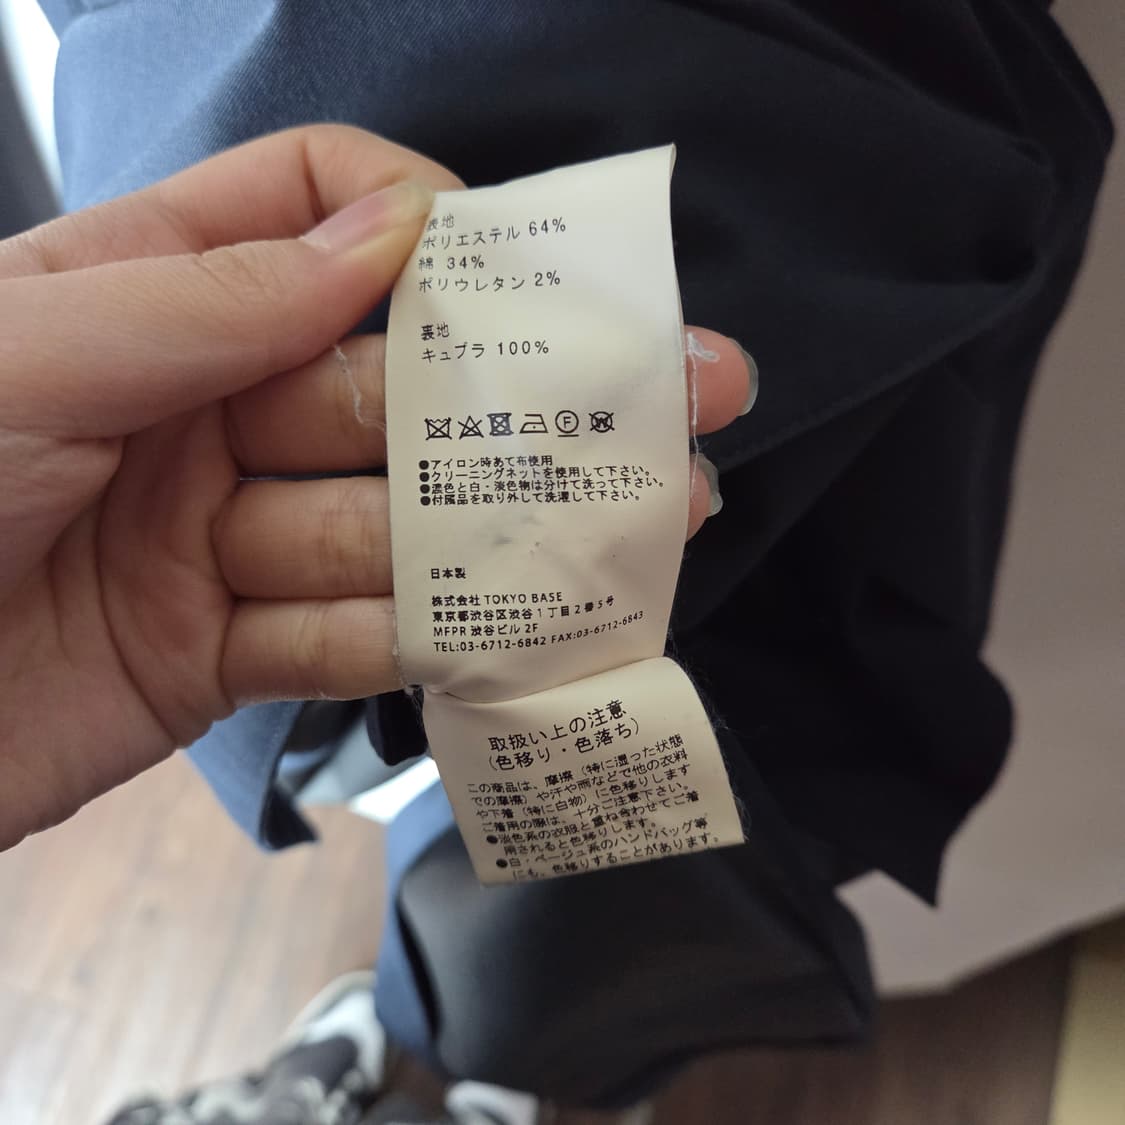 表地
ポリエステル 64%
綿 34%
ポリウレタン 2%
裏地
キュプラ 100%
F
W
●アイロン時あて布使用
●クリーニングネットを使用して下さい。
●濃色と白・淡色物は分けて洗って下さい。
●付属品を取り外して洗濯して下さい。
日本製
株式会社 TOKYO BASE
東京都渋谷区渋谷1丁目2番5号
MFPR 渋谷ビル 2F
TEL:03-6712-6842 FAX:03-6712-6843
取扱い上の注意
(色移り・色落ち)
この商品は、摩擦(特に湿った状態
での摩擦)や汗や雨などで他の衣料
や下着(特に白物)に色移りします
ご着用の際は、十分ご注意下さい。
●淡色系の衣服と重ね合わせてご着
用されると色移りします。
●白・ベージュ系のハンドバッグ等
にも、色移りすることがあります。